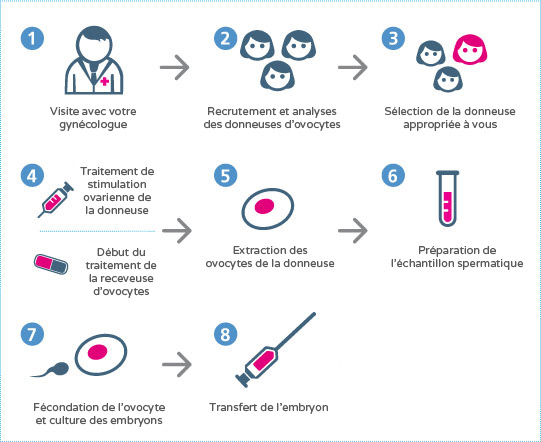 1
Visite avec votre
gynécologue
2
Recrutement et analyses
des donneuses d'ovocytes
3
Sélection de la donneuse
appropriée à vous
4
Traitement de
stimulation
ovarienne de
la donneuse
Début du
traitement de
la receveuse
d'ovocytes
5
Extraction des
ovocytes de la donneuse
6
Préparation de
l'échantillon spermatique
7
Fécondation de l'ovocyte
et culture des embryons
8
Transfert de l'embryon